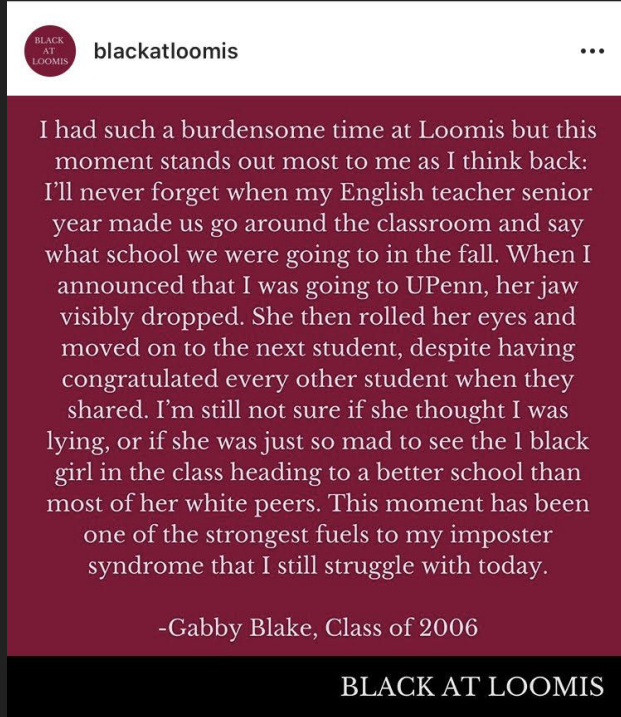 BLACK
AT
LOOMIS
blackatloomis
I had such a burdensome time at Loomis but this
moment stands out most to me as I think back:
I'll never forget when my English teacher senior
year made us go around the classroom and say
what school we were going to in the fall. When I
announced that I was going to UPenn, her jaw
visibly dropped. She then rolled her eyes and
moved on to the next student, despite having
congratulated every other student when they
shared. I'm still not sure if she thought I was
lying, or if she was just so mad to see the 1 black
girl in the class heading to a better school than
most of her white peers. This moment has been
one of the strongest fuels to my imposter
syndrome that I still struggle with today.
-Gabby Blake, Class of 2006
BLACK AT LOOMIS